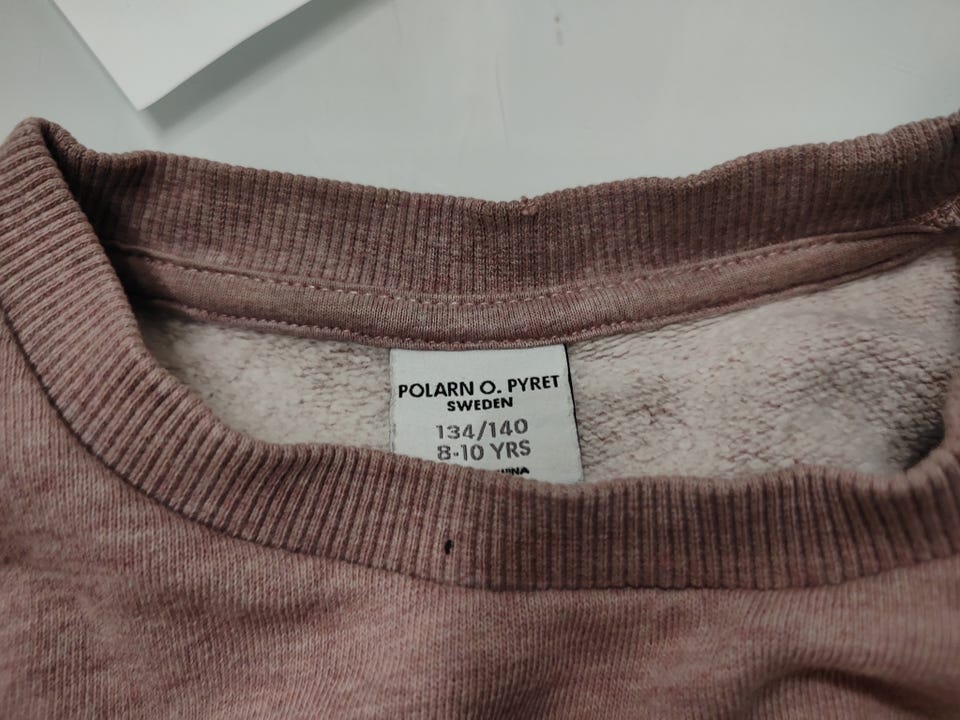 POLARN O. PYRET
SWEDEN
134/140
8-10 YRS